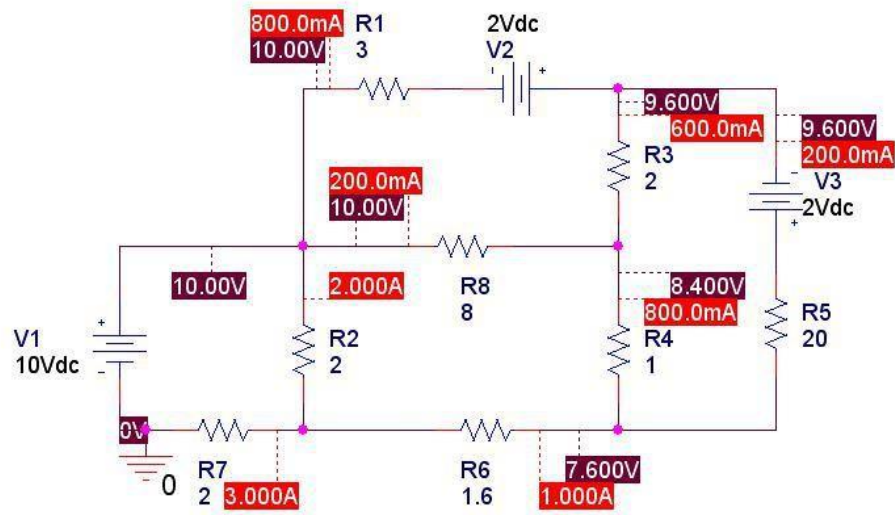 800.0mA
R1
2Vdc
10.00V
3
V2
-
+
9.600V
600.0mA
9.600V
200.0mA
R3
2
-
V3
2Vdc
+
200.0mA
10.00V
10.00V
2.000A
R8
8
8.400V
800.0mA
+
V1
10Vdc
-
R2
2
R4
1
R5
20
0V
0
R7
2
3.000A
R6
1.6
7.600V
1.000A